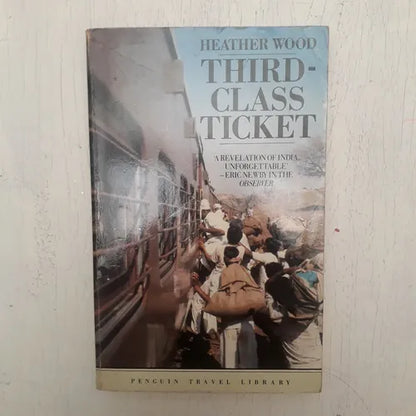 HEATHER WOOD
THIRD-
CLASS
TICKET
'A REVELATION OF INDIA.
UNFORGETTABLE'
– ERIC NEWBY IN THE
OBSERVER
PENGUIN TRAVEL LIBRARY